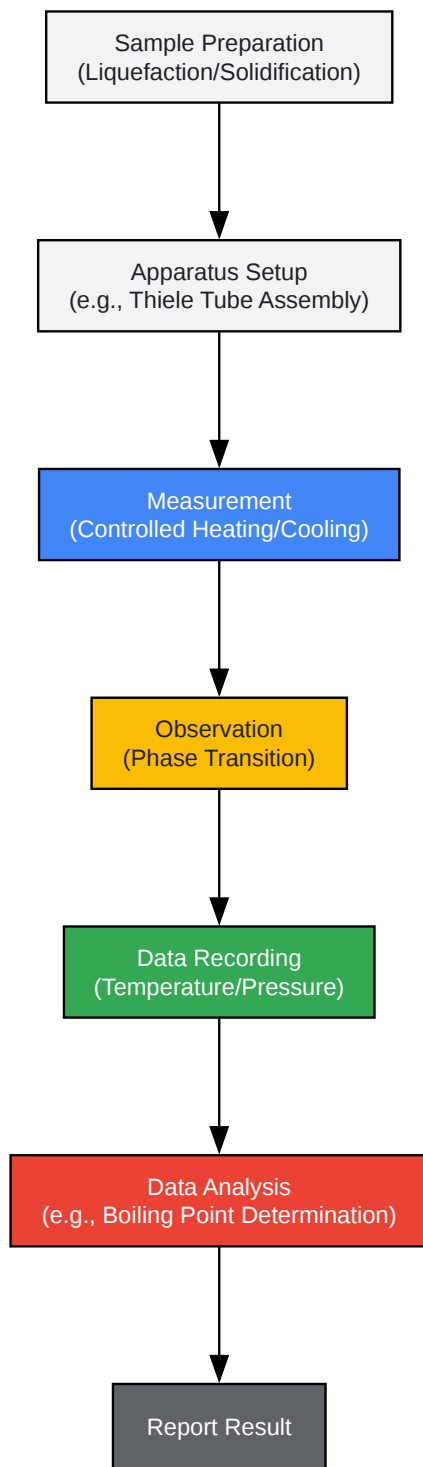 Sample Preparation
(Liquefaction/Solidification)
Apparatus Setup
(e.g., Thiele Tube Assembly)
Measurement
(Controlled Heating/Cooling)
Observation
(Phase Transition)
Data Recording
(Temperature/Pressure)
Data Analysis
(e.g., Boiling Point Determination)
Report Result